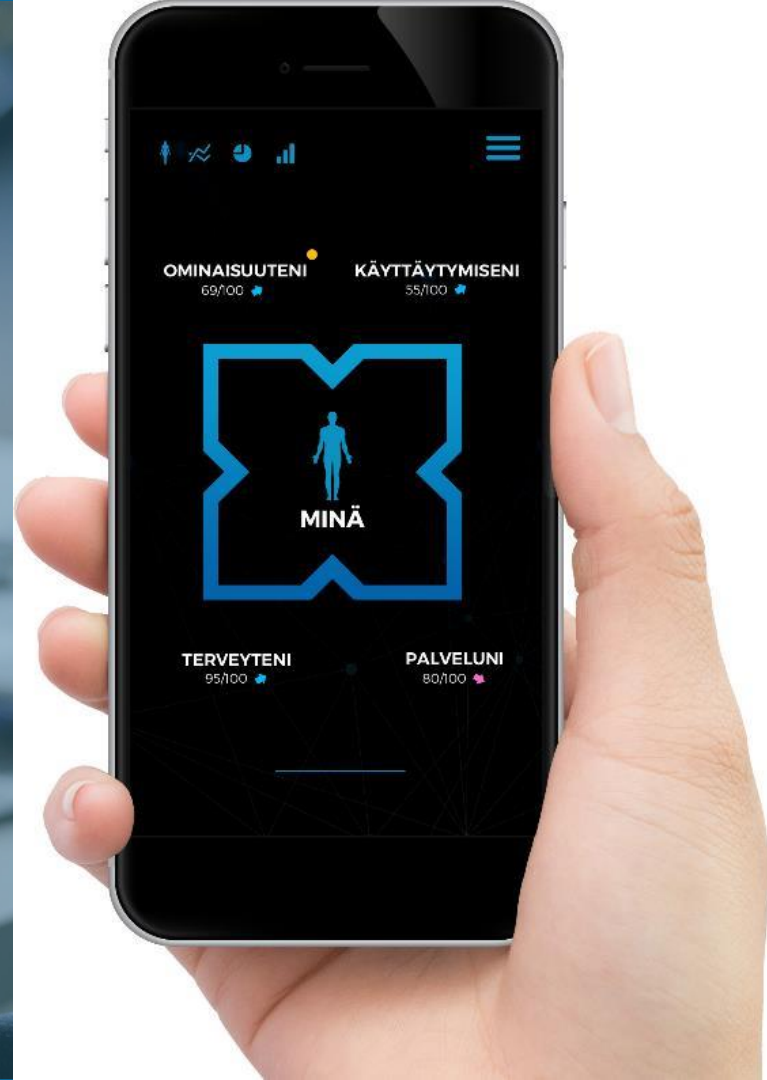 OMINAISUUTENI
69/100
KÄYTTÄYTYMISENI
55/100
MINÄ
TERVEYTENI
95/100
PALVELUNI
80/100